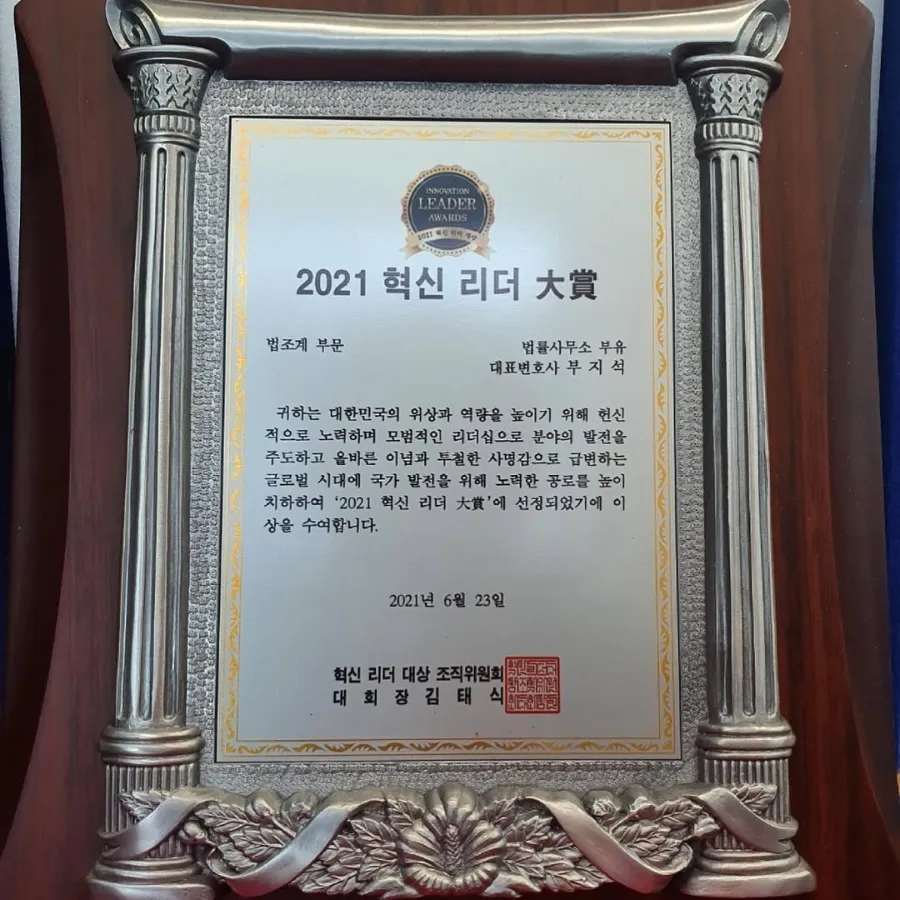 INNOVATION
LEADER
AWARDS
2021 혁신 리더 대상
2021 혁신 리더 大賞
법조계 부문
법률사무소 부유
대표변호사 부 지 석
귀하는 대한민국의 위상과 역량을 높이기 위해 헌신
적으로 노력하며 모범적인 리더십으로 분야의 발전을
주도하고 올바른 이념과 투철한 사명감으로 급변하는
글로벌 시대에 국가 발전을 위해 노력한 공로를 높이
치하하여 '2021 혁신 리더 大賞'에 선정되었기에 이
상을 수여합니다.
2021년 6월 23일
혁신 리더 대상 조직위원회
대 회 장 김 태 식